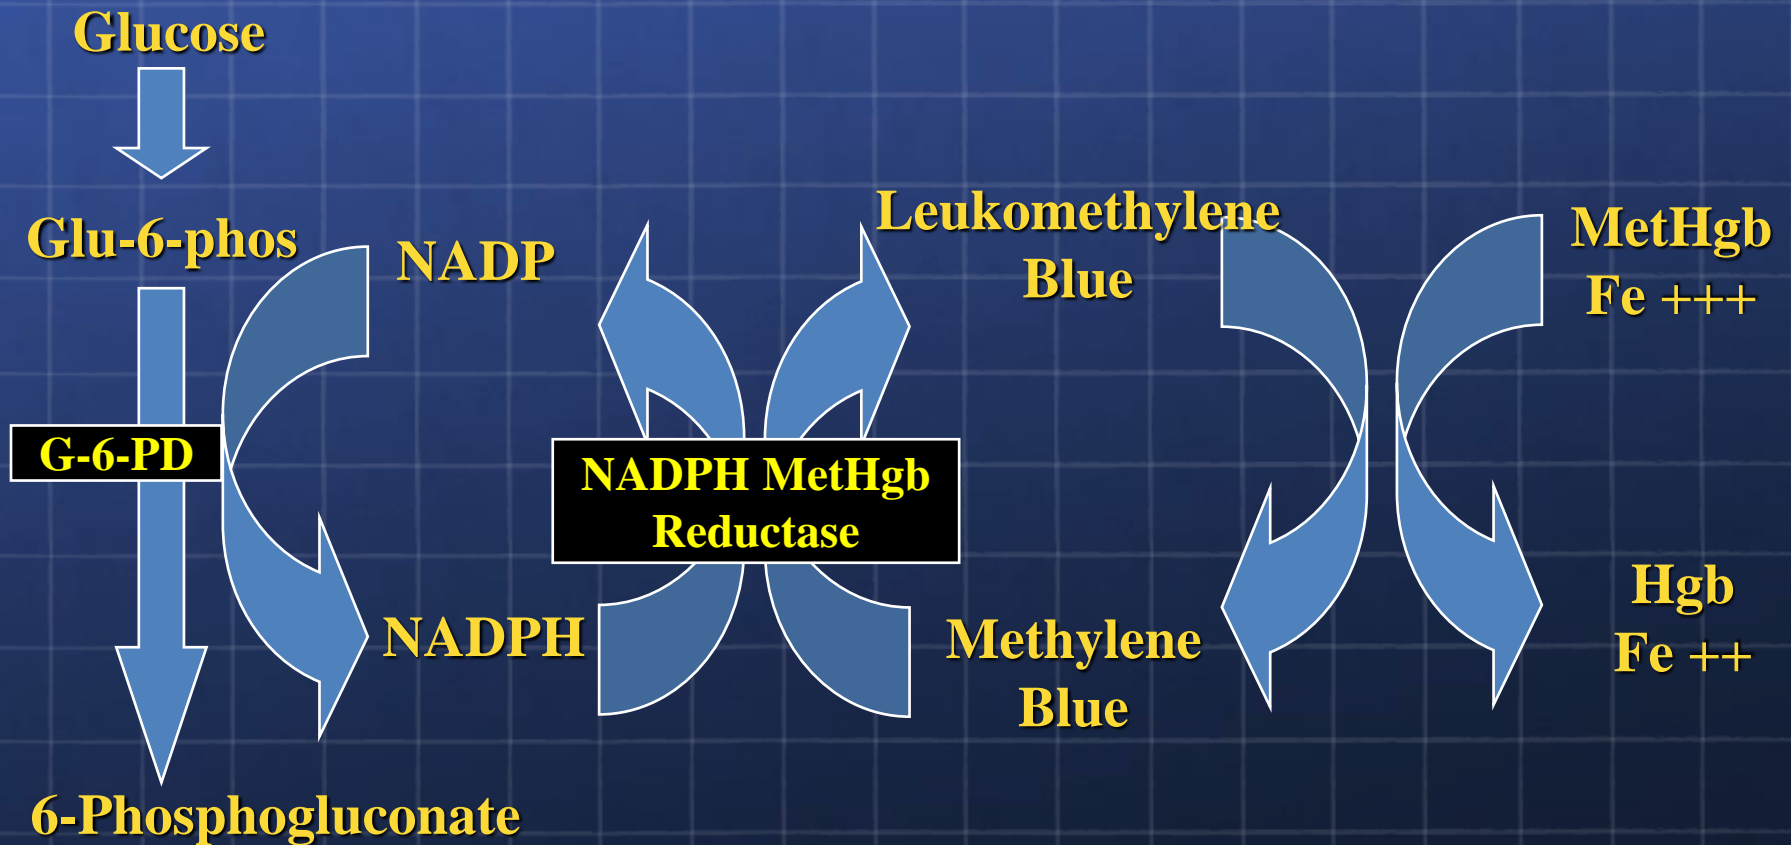 Glucose
Glu-6-phos
NADP
G-6-PD
NADPH
6-Phosphogluconate
NADPH MetHgb
Reductase
Leukomethylene
Blue
Methylene
Blue
MetHgb
Fe +++
Hgb
Fe ++